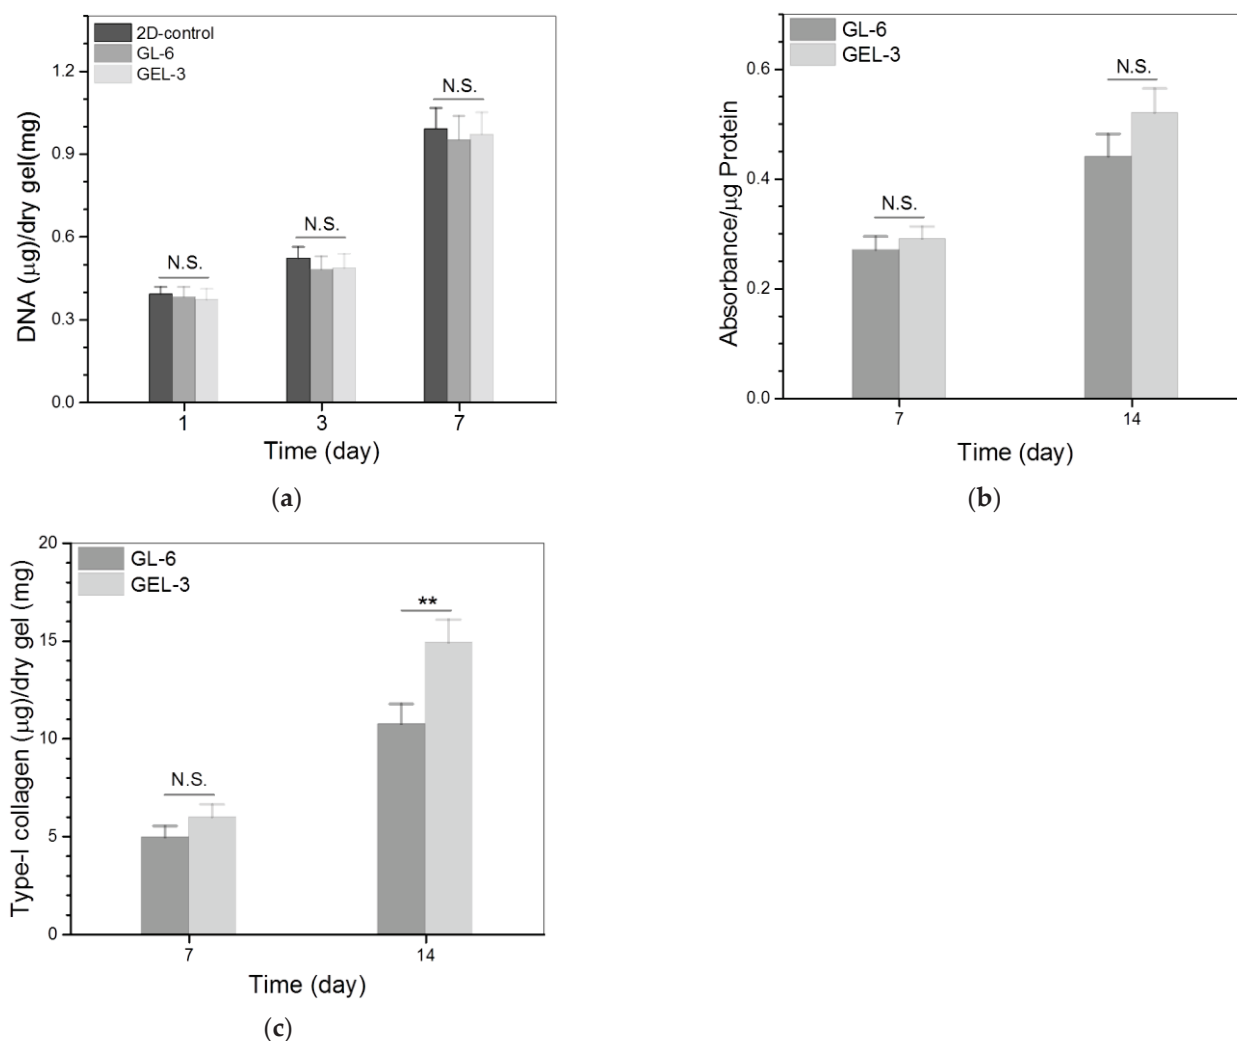 2D-control
GL-6
GEL-3
N.S.
N.S.
N.S.
1.2
0.9
0.6
0.3
0.0
DNA (μg)/dry gel(mg)
1
3
7
Time (day)
(a)
GL-6
GEL-3
N.S.
N.S.
0.6
0.4
0.2
0.0
Absorbance/μg Protein
7
14
Time (day)
(b)
GL-6
GEL-3
N.S.
**
20
15
10
5
0
Type-I collagen (μg)/dry gel (mg)
7
14
Time (day)
(c)